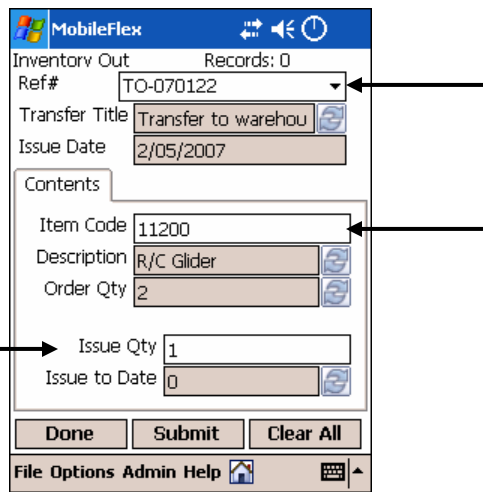 MobileFlex
Inventory Out Records: 0
Ref# TO-070122
Transfer Title Transfer to warehou
Issue Date 2/05/2007
Contents
Item Code 11200
Description R/C Glider
Order Qty 2
Issue Qty 1
Issue to Date 0
Done Submit Clear All
File Options Admin Help